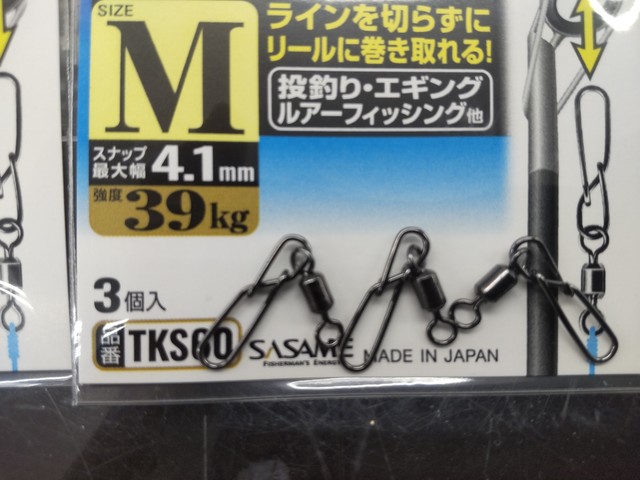 SIZE
M
スナップ
最大幅 4.1mm
強度 39kg
ラインを切らずに
リールに巻き取れる!
投釣り・エギング
ルアーフィッシング他
3個入
品番 TKS60
SASAME
FISHERMAN'S ENERGY
MADE IN JAPAN